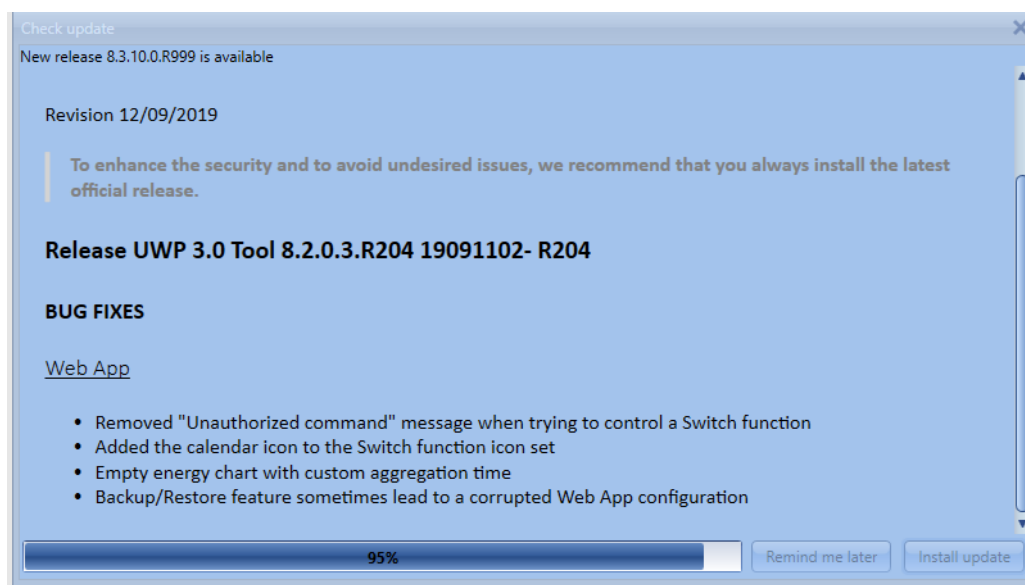 Check update
New release 8.3.10.0.R999 is available
Revision 12/09/2019
To enhance the security and to avoid undesired issues, we recommend that you always install the latest
official release.
Release UWP 3.0 Tool 8.2.0.3.R204 19091102- R204
BUG FIXES
Web App
• Removed "Unauthorized command" message when trying to control a Switch function
• Added the calendar icon to the Switch function icon set
• Empty energy chart with custom aggregation time
• Backup/Restore feature sometimes lead to a corrupted Web App configuration
95%
Remind me later
Install update